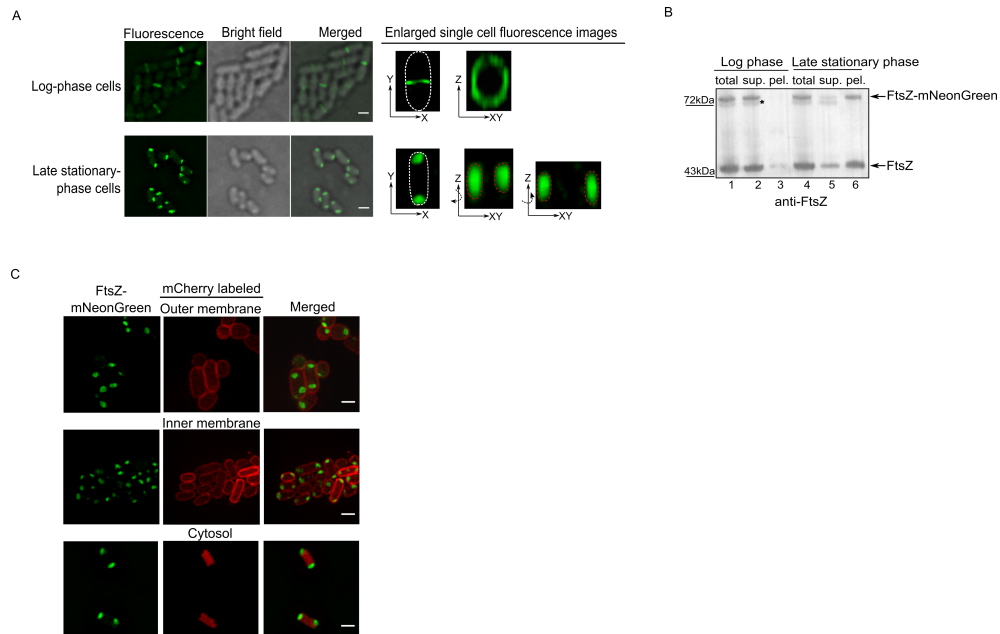 A
Fluorescence Bright field Merged Enlarged single cell fluorescence images
Log-phase cells
Y
X
Z
XY
Late stationary-
phase cells
Y
X
Z
XY
Z
XY
B
Log phase Late stationary phase
total sup. pel. total sup. pel.
72kDa
*
FtsZ-mNeonGreen
43kDa
FtsZ
1 2 3 4 5 6
anti-FtsZ
C
FtsZ-
mNeonGreen
mCherry labeled
Outer membrane
Merged
Inner membrane
Cytosol